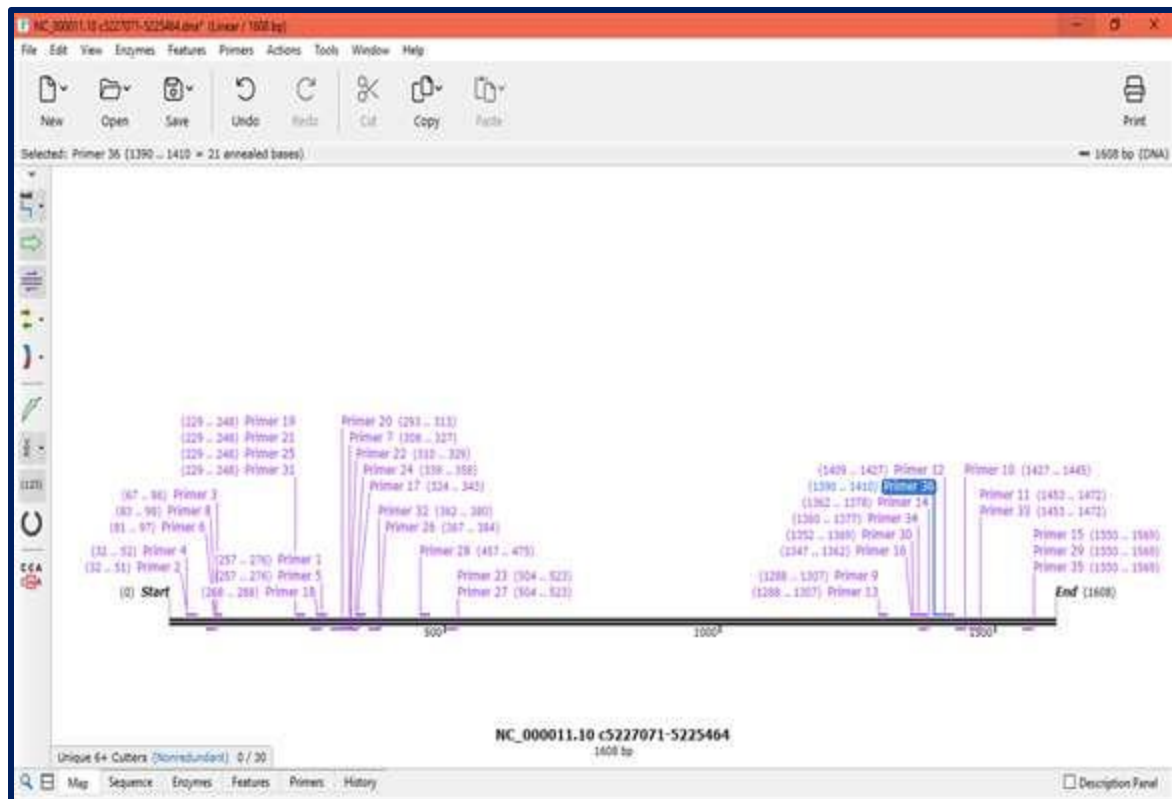 NC_000011.10 c5227071-5225464.dna* (Linear / 1608 bp)
File Edit View Enzymes Features Primers Actions Tools Window Help
New Open Save Undo Redo Cut Copy Paste Print
Selected: Primer 36 (1390 .. 1410 = 21 annealed bases)
1608 bp (DNA)
(229 .. 248) Primer 19
(229 .. 248) Primer 21
(229 .. 248) Primer 25
(229 .. 248) Primer 31
(67 .. 86) Primer 3
Primer 8
(81 .. 97) Primer 6
(32 .. 52) Primer 4
(32 .. 51) Primer 2
(0) Start
(257 .. 276) Primer 1
(257 .. 276) Primer 5
Primer 18
Primer 20 (293 .. 313)
Primer 7 (308 .. 327)
Primer 22 (310 .. 329)
Primer 24 (339 .. 358)
Primer 17 (324 .. 343)
Primer 32 (362 .. 380)
Primer 26 (367 .. 384)
Primer 28 (457 .. 475)
Primer 23 (504 .. 523)
Primer 27 (504 .. 523)
(1409 .. 1427) Primer 12
(1390 .. 1410) Primer 36
(1362 .. 1378) Primer 14
(1360 .. 1377) Primer 34
(1352 .. 1369) Primer 30
(1347 .. 1362) Primer 16
(1288 .. 1307) Primer 9
(1288 .. 1307) Primer 13
Primer 10 (1427 .. 1445)
Primer 11 (1453 .. 1472)
Primer 33 (1453 .. 1472)
Primer 15 (1550 .. 1569)
Primer 29 (1550 .. 1569)
Primer 35 (1550 .. 1569)
End (1608)
500 1000 1500
NC_000011.10 c5227071-5225464
1608 bp
Unique 6+ Cutters (Nonredundant) 0 / 30
Map Sequence Enzymes Features Primers History
Description Panel